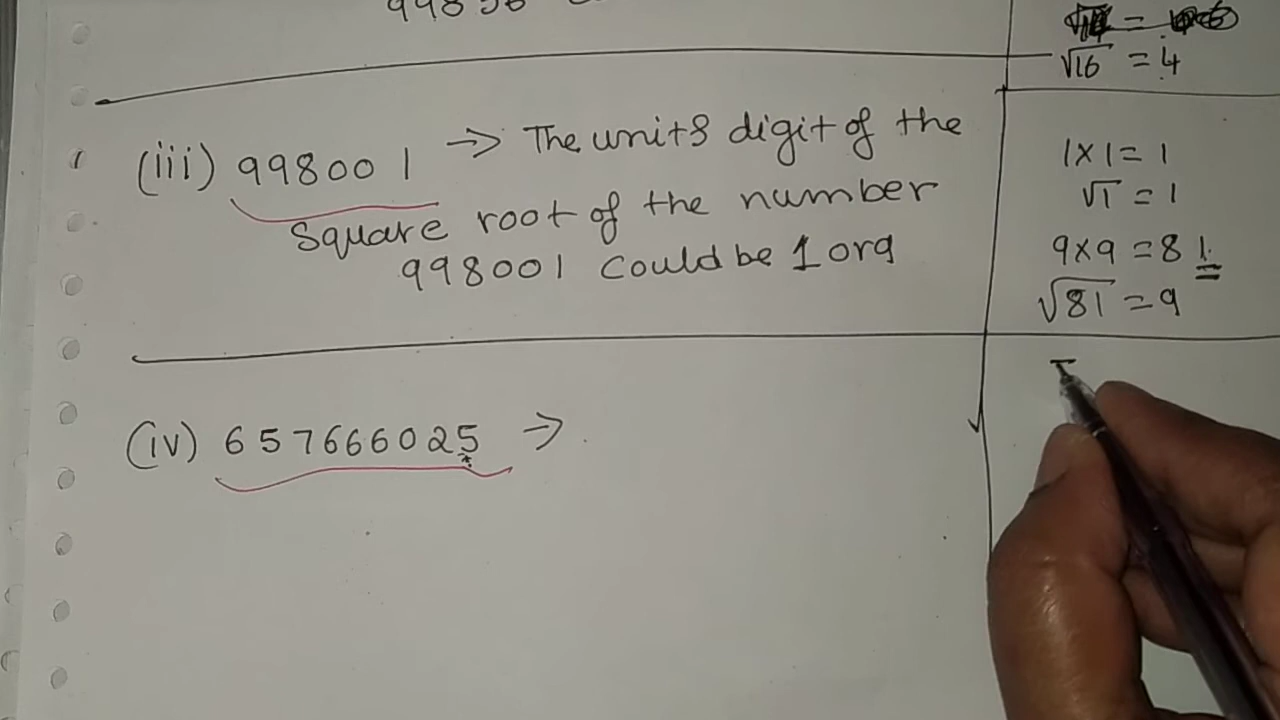 √16 = 4
(iii) 998001 → The units digit of the
square root of the number
998001 could be 1 or 9
1 × 1 = 1
√1 = 1
9 × 9 = 81
√81 = 9
(iv) 657666025 →